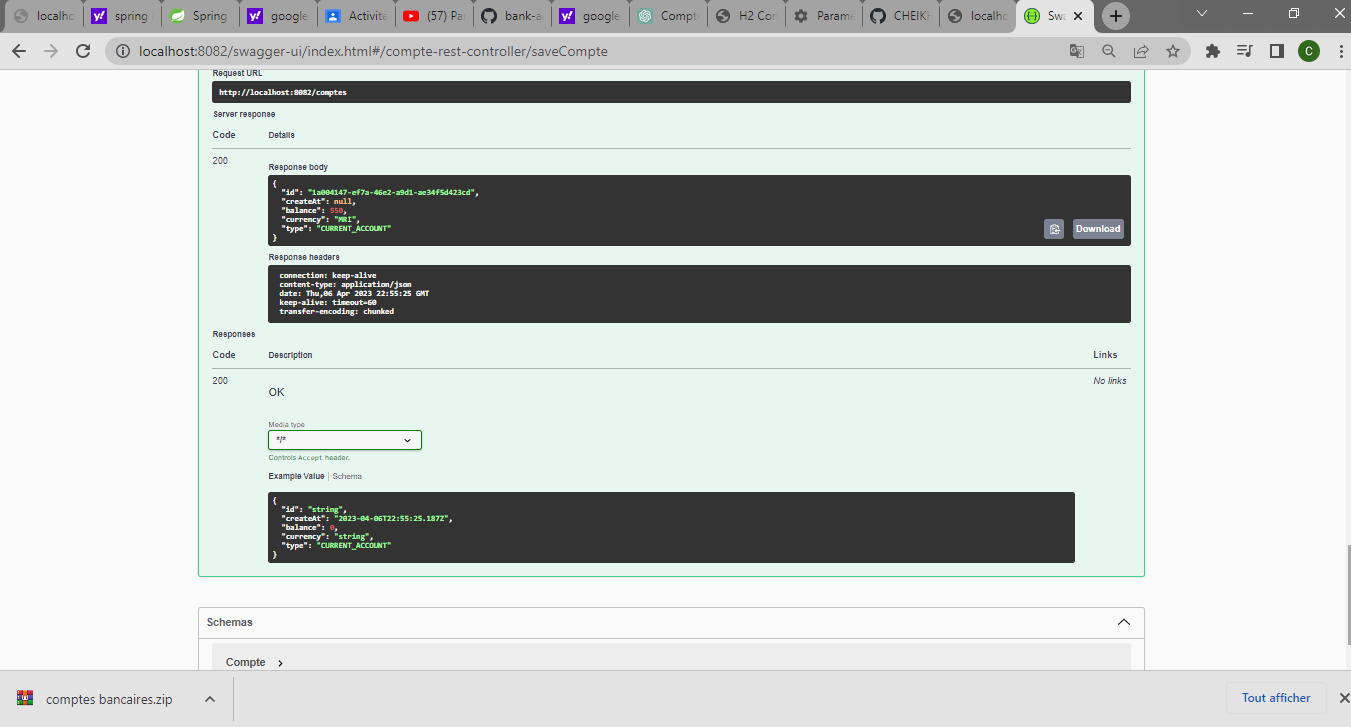 localhc
spring
Spring
google
Activite
(57) Pa
bank-a
google
Compt
H2 Cor
Parame
CHEIKH
localhc
Swa
localhost:8082/swagger-ui/index.html#/compte-rest-controller/saveCompte
C
Request URL
http://localhost:8082/comptes
Server response
Code Details
200
Response body
{
"id": "1a004147-ef7a-46e2-a9d1-ae34f5d423cd",
"createAt": null,
"balance": 550,
"currency": "MRI",
"type": "CURRENT_ACCOUNT"
}
Download
Response headers
connection: keep-alive
content-type: application/json
date: Thu,06 Apr 2023 22:55:25 GMT
keep-alive: timeout=60
transfer-encoding: chunked
Responses
Code Description Links
200 No links
OK
Media type
*/*
Controls Accept header.
Example Value | Schema
{
"id": "string",
"createAt": "2023-04-06T22:55:25.187Z",
"balance": 0,
"currency": "string",
"type": "CURRENT_ACCOUNT"
}
Schemas
Compte
comptes bancaires.zip
Tout afficher